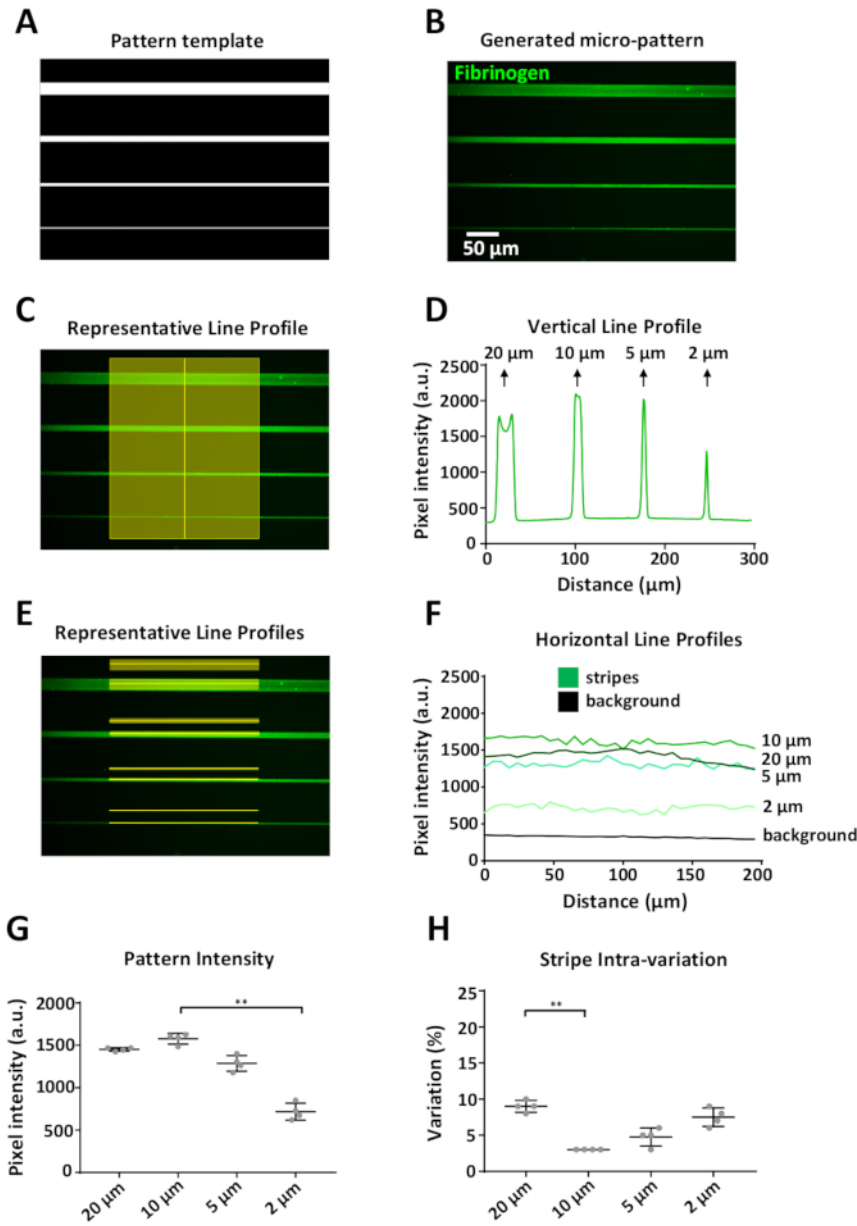 A
Pattern template
B
Generated micro-pattern
Fibrinogen
50 µm
C
Representative Line Profile
D
Vertical Line Profile
20 µm 10 µm 5 µm 2 µm
Pixel intensity (a.u.)
2500
2000
1500
1000
500
0
0 100 200 300
Distance (µm)
E
Representative Line Profiles
F
Horizontal Line Profiles
stripes
background
Pixel intensity (a.u.)
2500
2000
1500
1000
500
0
10 µm
20 µm
5 µm
2 µm
background
0 50 100 150 200
Distance (µm)
G
Pattern Intensity
**
Pixel intensity (a.u.)
2000
1500
1000
500
0
20 µm 10 µm 5 µm 2 µm
H
Stripe Intra-variation
**
Variation (%)
25
20
15
10
5
0
20 µm 10 µm 5 µm 2 µm